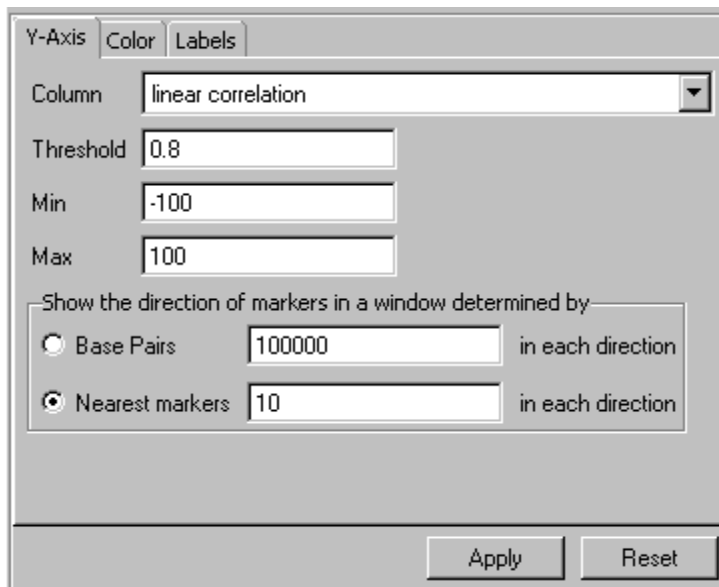 Y-Axis Color Labels
Column linear correlation
Threshold 0.8
Min -100
Max 100
Show the direction of markers in a window determined by
Base Pairs 100000 in each direction
Nearest markers 10 in each direction
Apply Reset